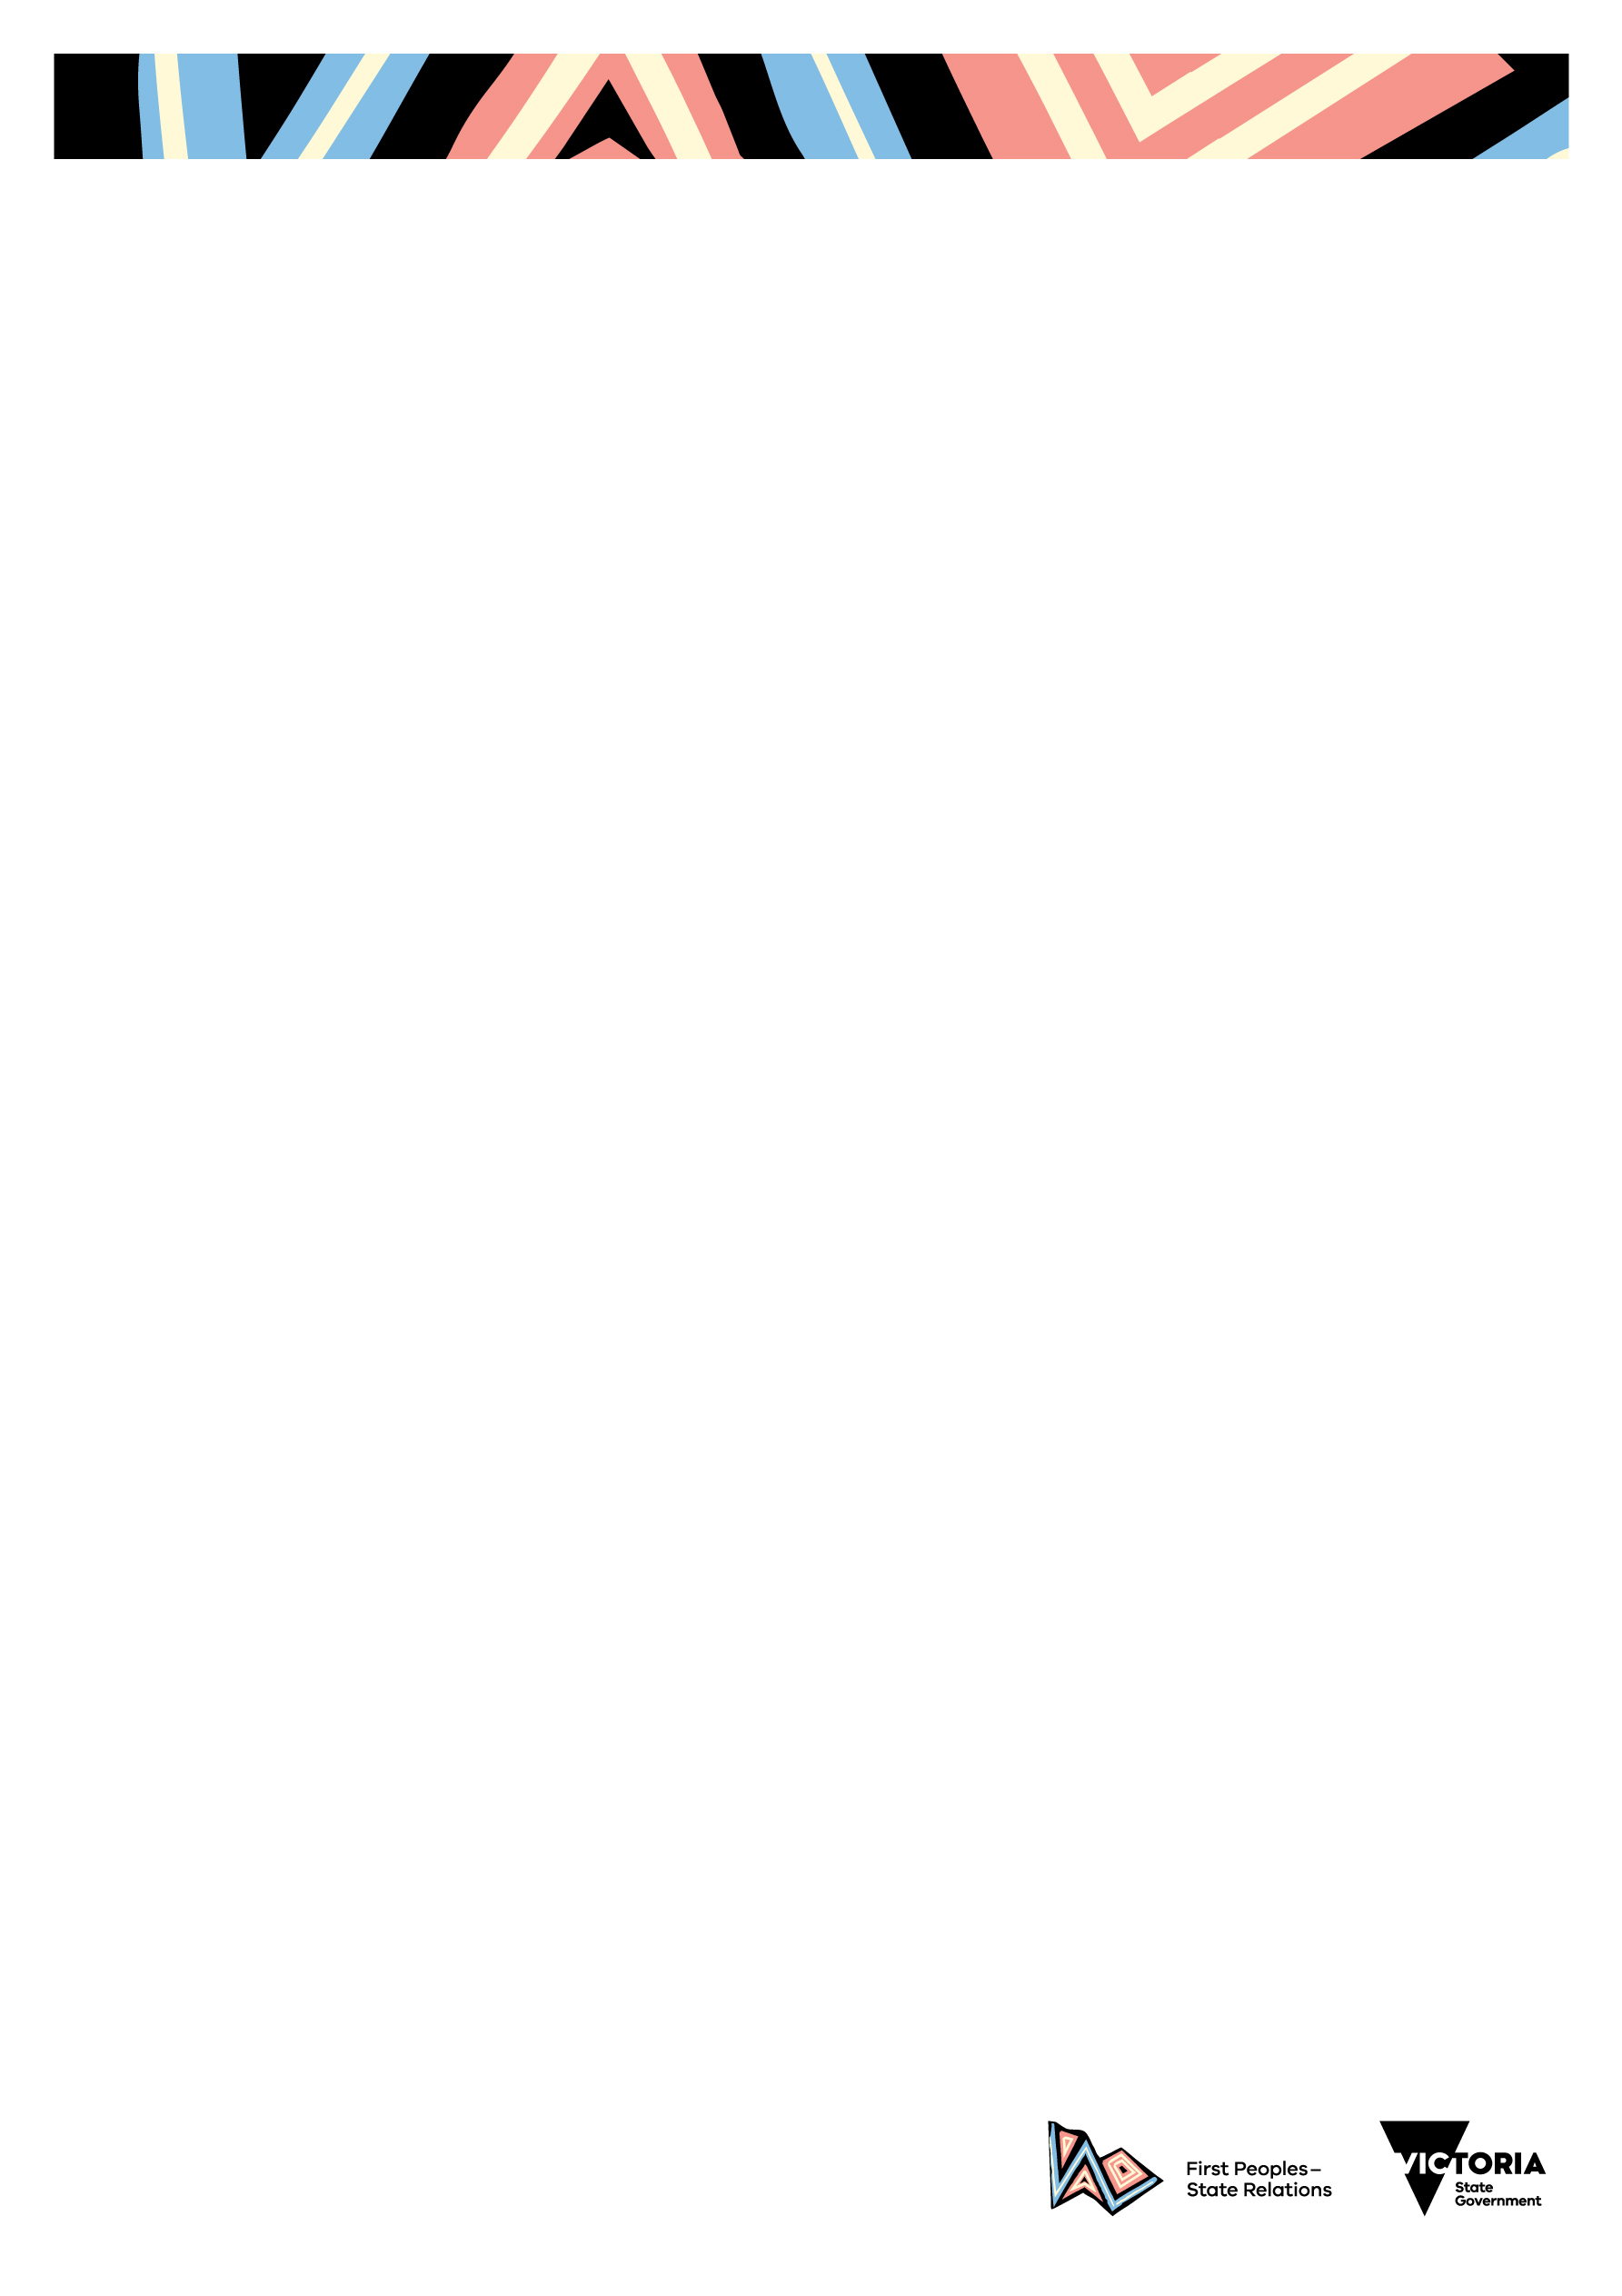 First Peoples–
State Relations
VICTORIA
State
Government